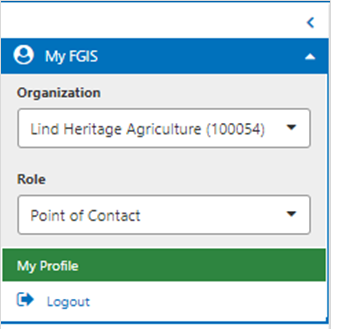 My FGIS
Organization
Lind Heritage Agriculture (100054)
Role
Point of Contact
My Profile
Logout